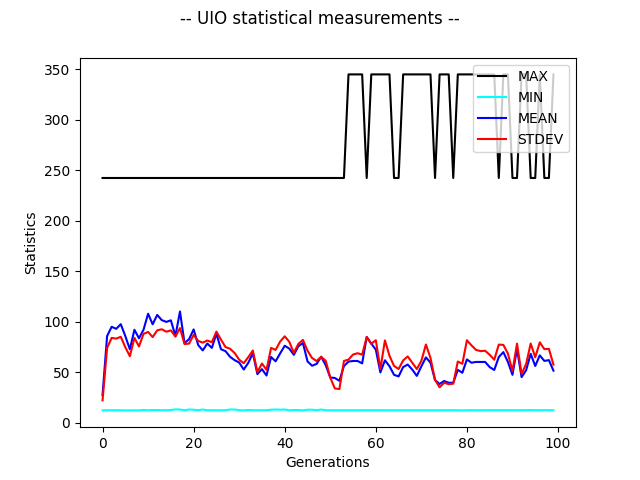 -- UIO statistical measurements --
350
300
250
200
150
100
50
0
Statistics
MAX
MIN
MEAN
STDEV
0 20 40 60 80 100
Generations